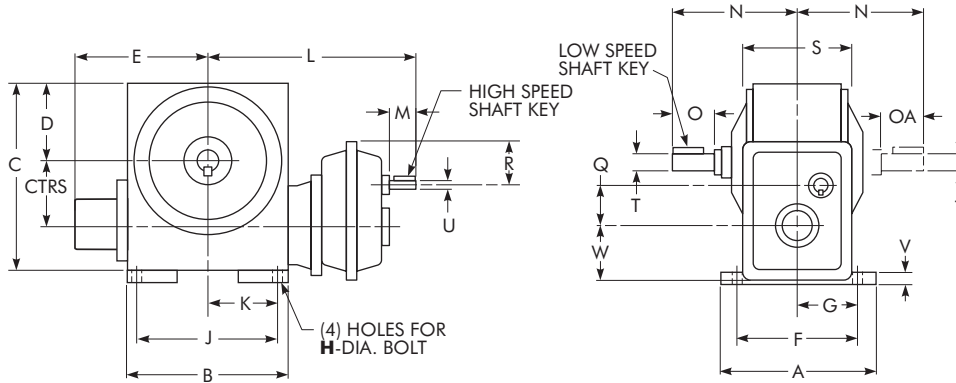 E
L
N
N
S
LOW SPEED
SHAFT KEY
HIGH SPEED
SHAFT KEY
M
O
OA
D
C
CTRS
R
Q
T
U
W
V
K
G
J
(4) HOLES FOR
H-DIA. BOLT
F
B
A